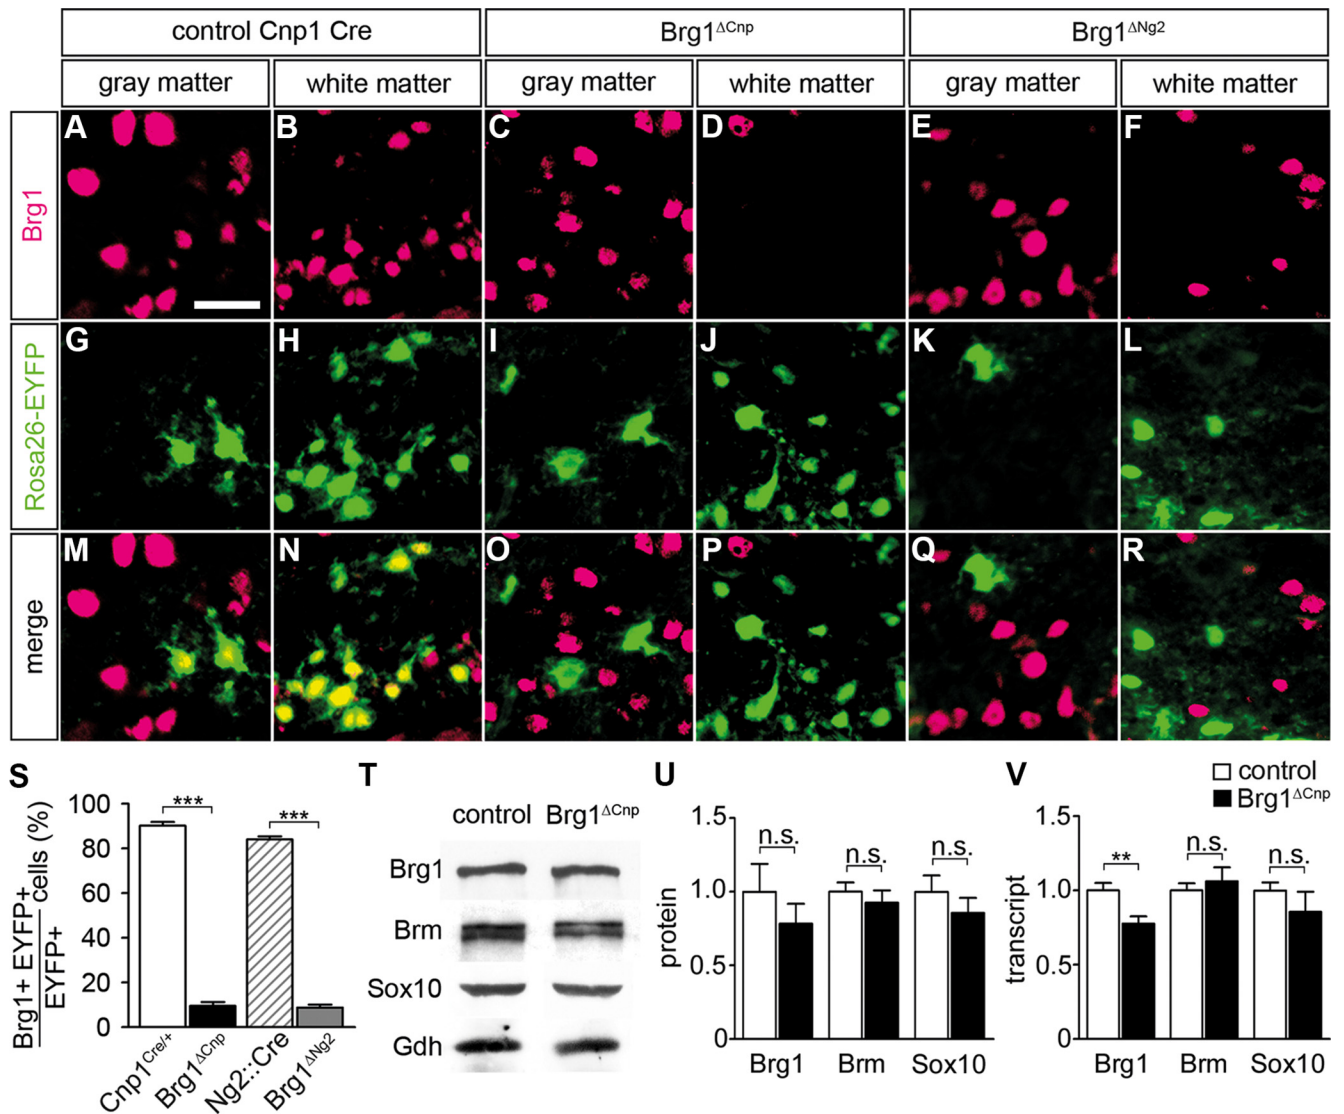 control Cnp1 Cre
Brg1ΔCnp
Brg1ΔNg2
gray matter
white matter
gray matter
white matter
gray matter
white matter
Brg1
A
B
C
D
E
F
Rosa26-EYFP
G
H
I
J
K
L
merge
M
N
O
P
Q
R
S
Brg1+ EYFP+
EYFP+
cells (%)
100
80
60
40
20
0
***
***
Cnp1Cre/+
Brg1ΔCnp
Ng2::Cre
Brg1ΔNg2
T
control
Brg1ΔCnp
Brg1
Brm
Sox10
Gdh
U
protein
1.5
1.0
0.5
0
n.s.
n.s.
n.s.
Brg1
Brm
Sox10
V
control
Brg1ΔCnp
transcript
1.5
1.0
0.5
0
**
n.s.
n.s.
Brg1
Brm
Sox10